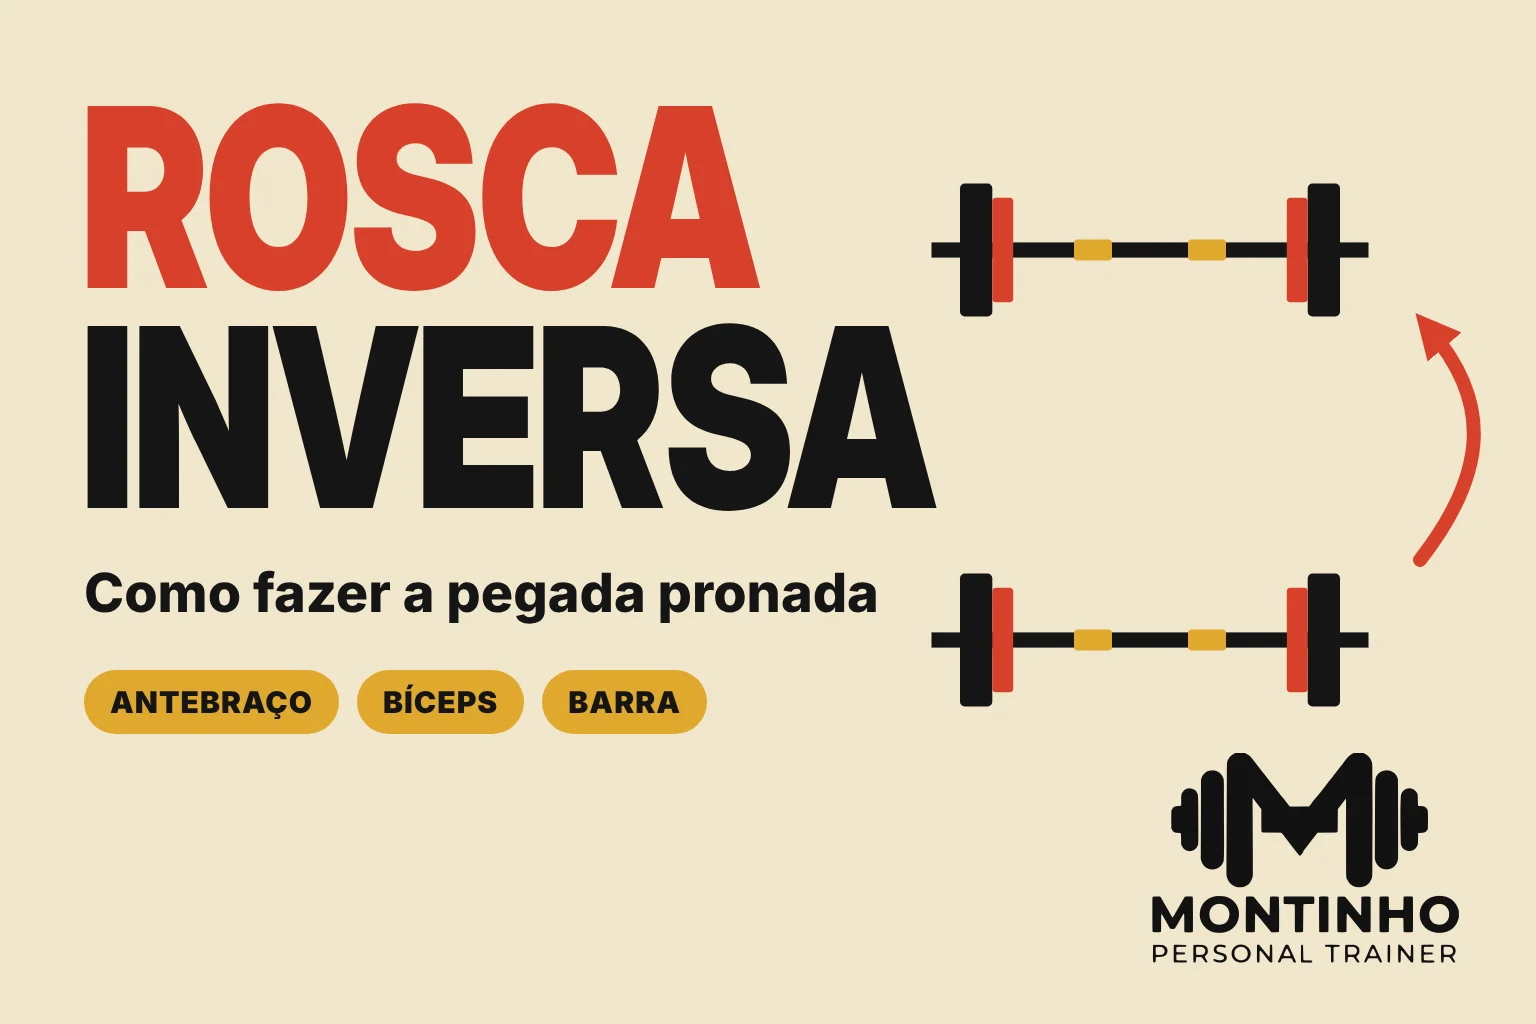 ROSCA
INVERSA
Como fazer a pegada pronada
ANTEBRAÇO
BÍCEPS
BARRA
MONTINHO
PERSONAL TRAINER